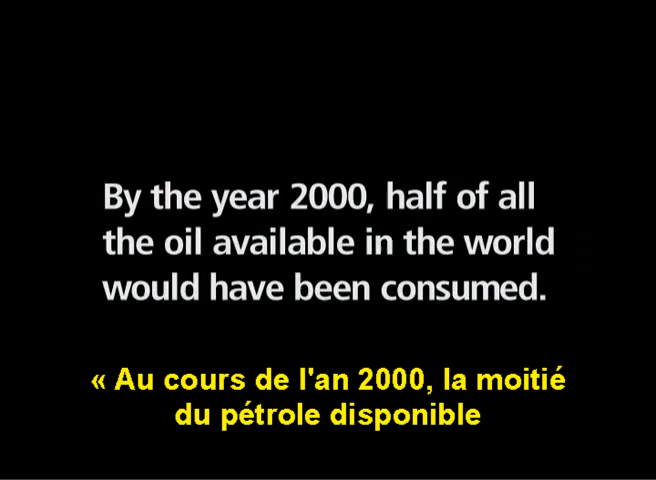 By the year 2000, half of all
the oil available in the world
would have been consumed.
« Au cours de l'an 2000, la moitié
du pétrole disponible